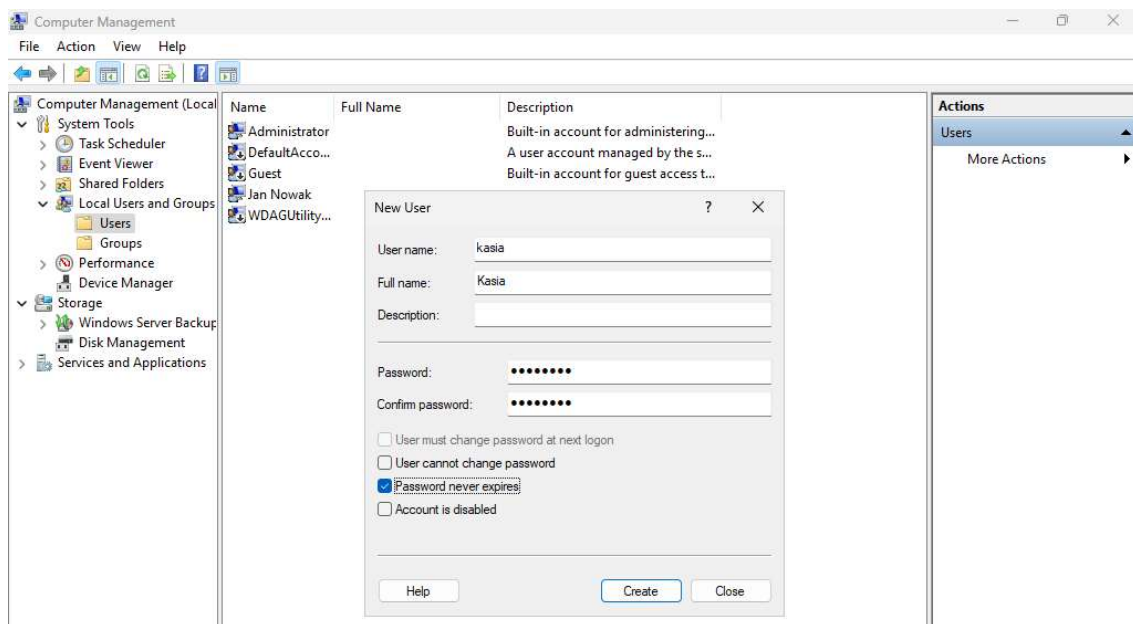 Computer Management
File Action View Help
Computer Management (Local
System Tools
Task Scheduler
Event Viewer
Shared Folders
Local Users and Groups
Users
Groups
Performance
Device Manager
Storage
Windows Server Backup
Disk Management
Services and Applications
Name Full Name Description
Administrator Built-in account for administering...
DefaultAcco... A user account managed by the s...
Guest Built-in account for guest access t...
Jan Nowak
WDAGUtility...
New User ?
User name: kasia
Full name: Kasia
Description:
Password: ••••••••
Confirm password: ••••••••
User must change password at next logon
User cannot change password
Password never expires
Account is disabled
Help Create Close
Actions
Users
More Actions